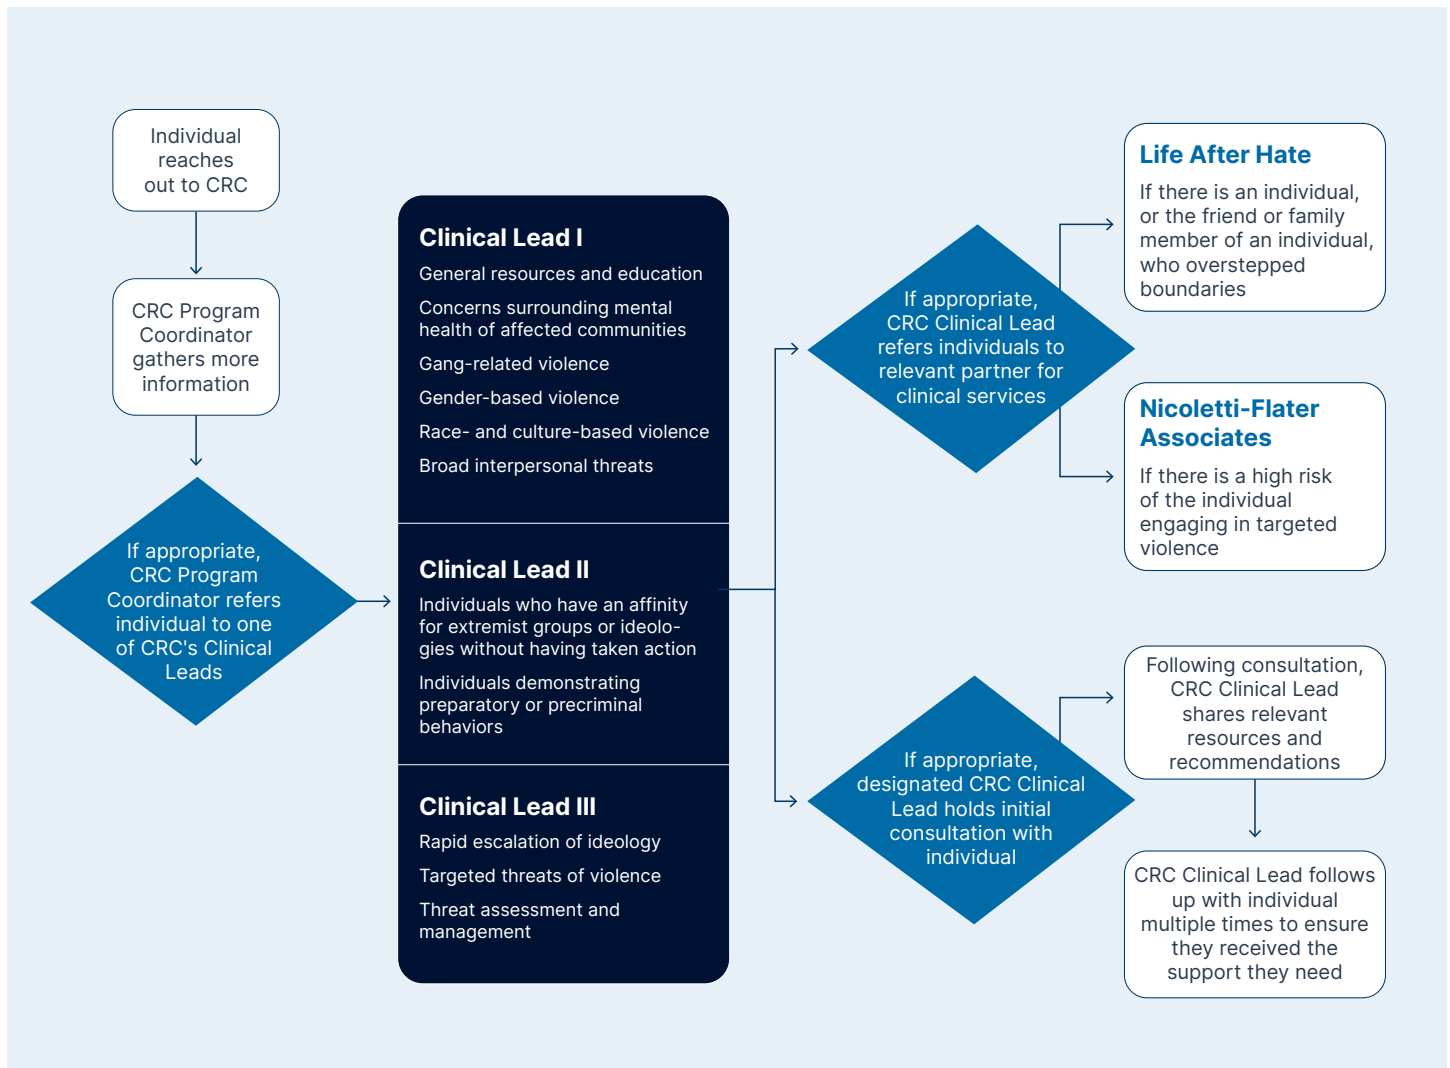 Individual
reaches
out to CRC
CRC Program
Coordinator
gathers more
information
If appropriate,
CRC Program
Coordinator refers
individual to one
of CRC's Clinical
Leads
Clinical Lead I
General resources and education
Concerns surrounding mental
health of affected communities
Gang-related violence
Gender-based violence
Race- and culture-based violence
Broad interpersonal threats
Clinical Lead II
Individuals who have an affinity
for extremist groups or ideolo-
gies without having taken action
Individuals demonstrating
preparatory or precriminal
behaviors
Clinical Lead III
Rapid escalation of ideology
Targeted threats of violence
Threat assessment and
management
If appropriate,
CRC Clinical Lead
refers individuals to
relevant partner for
clinical services
Life After Hate
If there is an individual,
or the friend or family
member of an individual,
who overstepped
boundaries
Nicoletti-Flater
Associates
If there is a high risk
of the individual
engaging in targeted
violence
If appropriate,
designated CRC Clinical
Lead holds initial
consultation with
individual
Following consultation,
CRC Clinical Lead
shares relevant
resources and
recommendations
CRC Clinical Lead follows
up with individual
multiple times to ensure
they received the
support they need